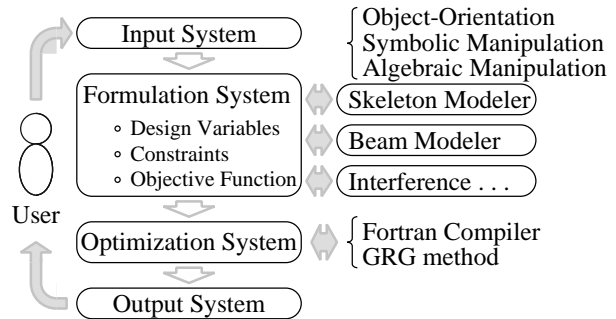 Input System
Object-Orientation
Symbolic Manipulation
Algebraic Manipulation
Formulation System
Design Variables
Constraints
Objective Function
Skeleton Modeler
Beam Modeler
Interference . . .
User
Optimization System
Fortran Compiler
GRG method
Output System